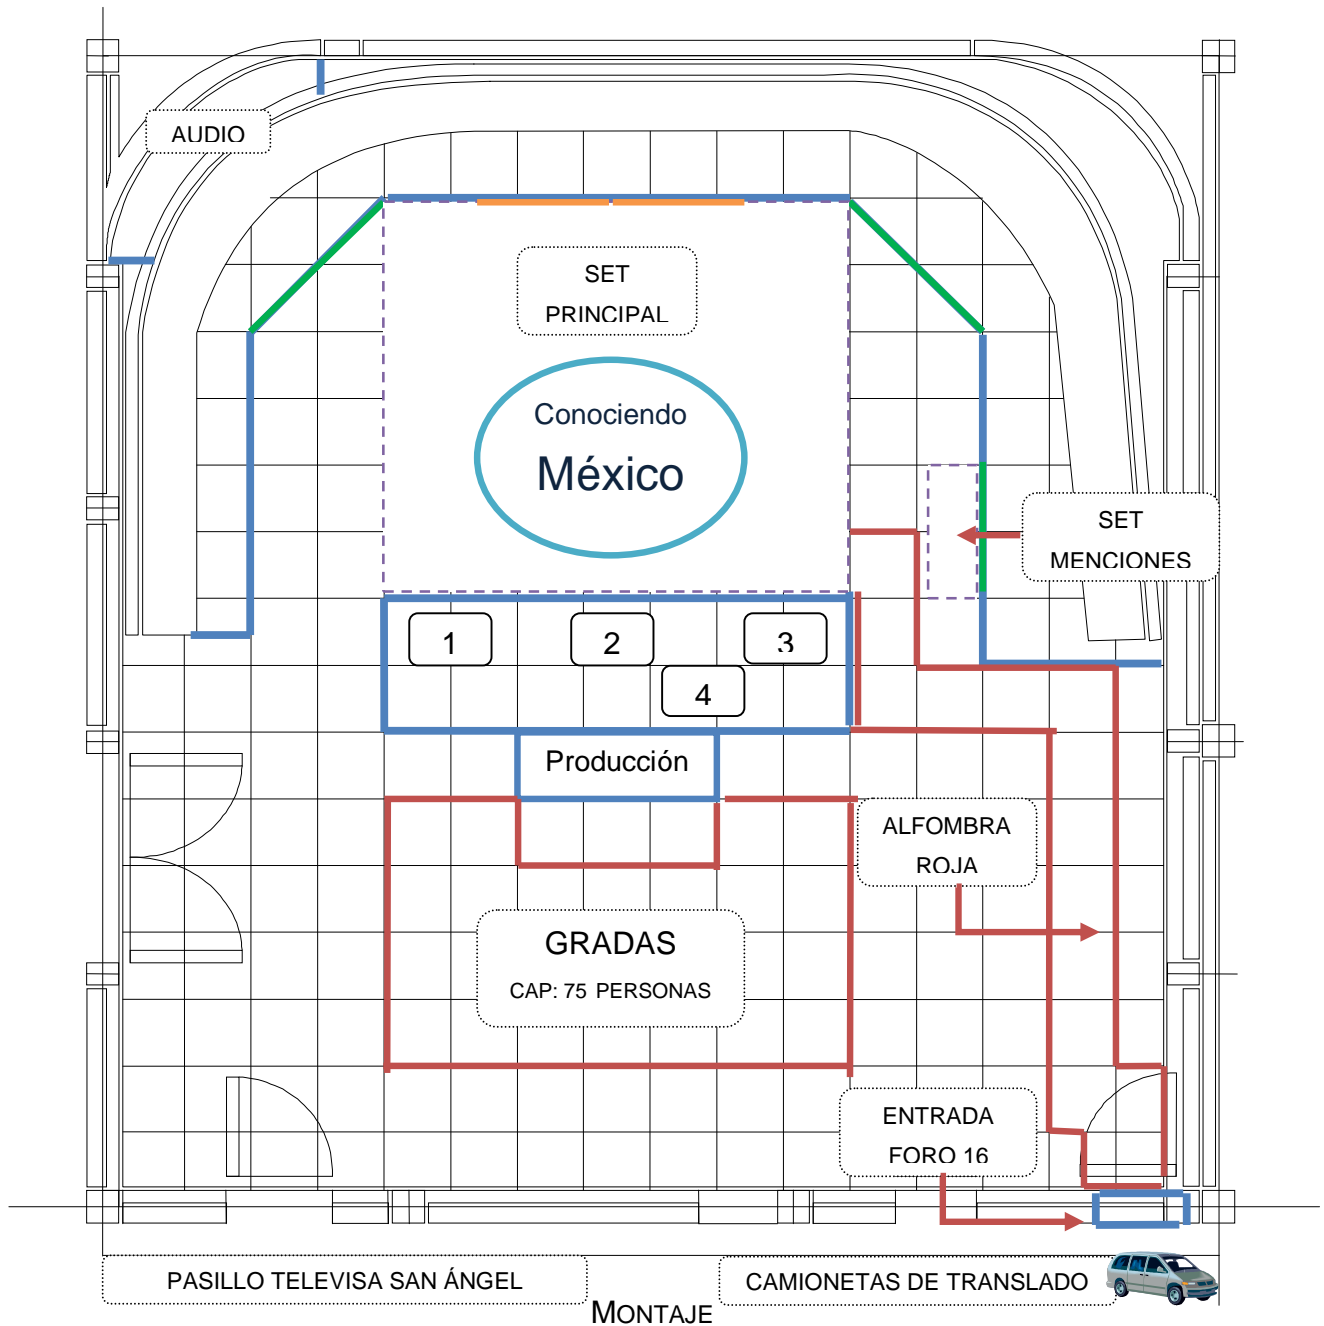 AUDIO
SET
PRINCIPAL
Conociendo
México
SET
MENCIONES
1
2
3
4
Producción
ALFOMBRA
ROJA
GRADAS
CAP: 75 PERSONAS
ENTRADA
FORO 16
PASILLO TELEVISA SAN ÁNGEL
CAMIONETAS DE TRANSLADO
MONTAJE